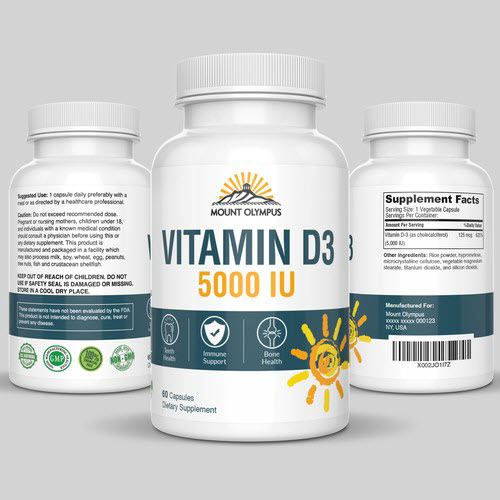 Suggested Use: 1 capsule daily preferably with a
meal or as directed by a healthcare professional.
Caution: Do not exceed recommended dose.
Pregnant or nursing mothers, children under 18,
and individuals with a known medical condition
should consult a physician before using this or
any dietary supplement. This product is
manufactured and packaged in a facility which
may also process milk, soy, wheat, egg, peanuts,
tree nuts, fish and crustacean shellfish.
KEEP OUT OF REACH OF CHILDREN. DO NOT
USE IF SAFETY SEAL IS DAMAGED OR MISSING.
STORE IN A COOL DRY PLACE.
These statements have not been evaluated by the FDA.
This product is not intended to diagnose, cure, treat or
prevent any disease.
GMP
100%
NON-GMO
MOUNT OLYMPUS
VITAMIN D3
5000 IU
Teeth
Health
Immune
Support
Bone
Health
60 Capsules
Dietary Supplement
3
Supplement Facts
Serving Size: 1 Vegetable Capsule
Servings Per Container:
Amount Per Serving %Daily Value
Vitamin D-3 (as cholecalciferol) 125 mcg
(5,000 IU)
Other ingredients: Rice powder, hypromellose,
microcrystalline cellulose, vegetable magnesium
stearate, titanium dioxide, and silicon dioxide.
Manufactured For:
Mount Olympus
xxxxx xxxxx 000123
NY, USA